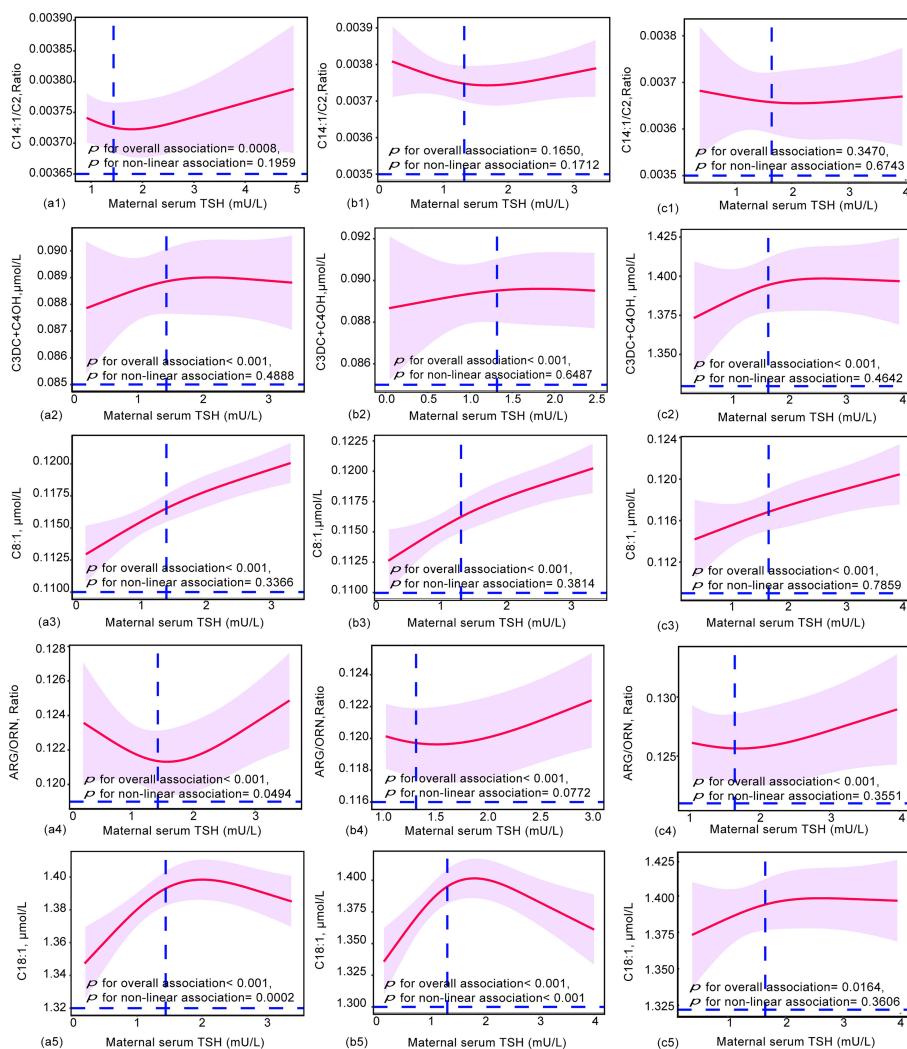 C14:1/C2,Ratio
0.00390
0.00385
0.00380
0.00375
0.00370
0.00365
P for overall association= 0.0008,
P for non-linear association= 0.1959
1 2 3 4 5
(a1)
Maternal serum TSH (mU/L)
C14:1/C2,Ratio
0.0039
0.0038
0.0037
0.0036
0.0035
P for overall association= 0.1650,
P for non-linear association= 0.1712
0 1 2 3
(b1)
Maternal serum TSH (mU/L)
C14:1/C2, Ratio
0.0038
0.0037
0.0036
0.0035
P for overall association= 0.3470,
P for non-linear association= 0.6743
1 2 3 4
(c1)
Maternal serum TSH (mU/L)
C3DC+C4OH,μmol/L
0.090
0.089
0.088
0.087
0.086
0.085
P for overall association< 0.001,
P for non-linear association= 0.4888
0 1 2 3
(a2)
Maternal serum TSH (mU/L)
C3DC+C4OH,μmol/L
0.092
0.090
0.088
0.086
P for overall association< 0.001,
P for non-linear association= 0.6487
0.0 0.5 1.0 1.5 2.0 2.5
(b2)
Maternal serum TSH (mU/L)
C3DC+C4OH, μmol/L
1.425
1.400
1.375
1.350
P for overall association< 0.001,
P for non-linear association= 0.4642
0 1 2 3 4
(c2)
Maternal serum TSH (mU/L)
C8:1, μmol/L
0.1200
0.1175
0.1150
0.1125
0.1100
P for overall association< 0.001,
P for non-linear association= 0.3366
0 1 2 3
(a3)
Maternal serum TSH (mU/L)
C8:1,μmol/L
0.1225
0.1200
0.1175
0.1150
0.1125
0.1100
P for overall association< 0.001,
P for non-linear association= 0.3814
0 1 2 3
(b3)
Maternal serum TSH (mU/L)
C8:1, μmol/L
0.124
0.120
0.116
0.112
P for overall association< 0.001,
P for non-linear association= 0.7859
1 2 3 4
(c3)
Maternal serum TSH (mU/L)
ARG/ORN, Ratio
0.128
0.126
0.124
0.122
0.120
P for overall association< 0.001,
P for non-linear association= 0.0494
0 1 2 3
(a4)
Maternal serum TSH (mU/L)
ARG/ORN,Ratio
0.124
0.122
0.120
0.118
0.116
P for overall association< 0.001,
P for non-linear association= 0.0772
1.0 1.5 2.0 2.5 3.0
(b4)
Maternal serum TSH (mU/L)
ARG/ORN, Ratio
0.130
0.125
P for overall association< 0.001,
P for non-linear association= 0.3551
0 1 2 3 4
(c4)
Maternal serum TSH (mU/L)
C18:1, μmol/L
1.40
1.38
1.36
1.34
1.32
P for overall association< 0.001,
P for non-linear association= 0.0002
0 1 2 3
(a5)
Maternal serum TSH (mU/L)
C18:1, μmol/L
1.400
1.375
1.350
1.325
1.300
P for overall association< 0.001,
P for non-linear association< 0.001
0 1 2 3 4
(b5)
Maternal serum TSH (mU/L)
C18:1, μmol/L
1.425
1.400
1.375
1.350
1.325
P for overall association= 0.0164,
P for non-linear association= 0.3606
0 1 2 3 4
(c5)
Maternal serum TSH (mU/L)